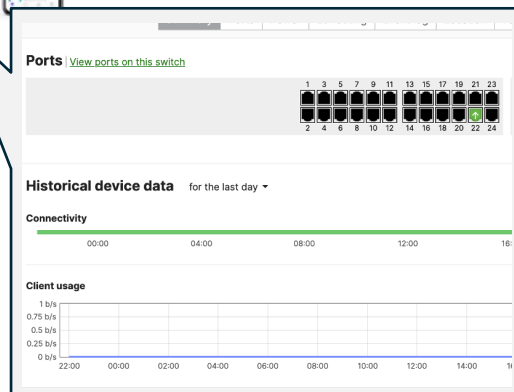 Ports | View ports on this switch
1 3 5 7 9 11 13 15 17 19 21 23
2 4 6 8 10 12 14 16 18 20 22 24
Historical device data for the last day
Connectivity
00:00 04:00 08:00 12:00 16:
Client usage
1 b/s
0.75 b/s
0.5 b/s
0.25 b/s
0 b/s
22:00 00:00 02:00 04:00 06:00 08:00 10:00 12:00 14:00